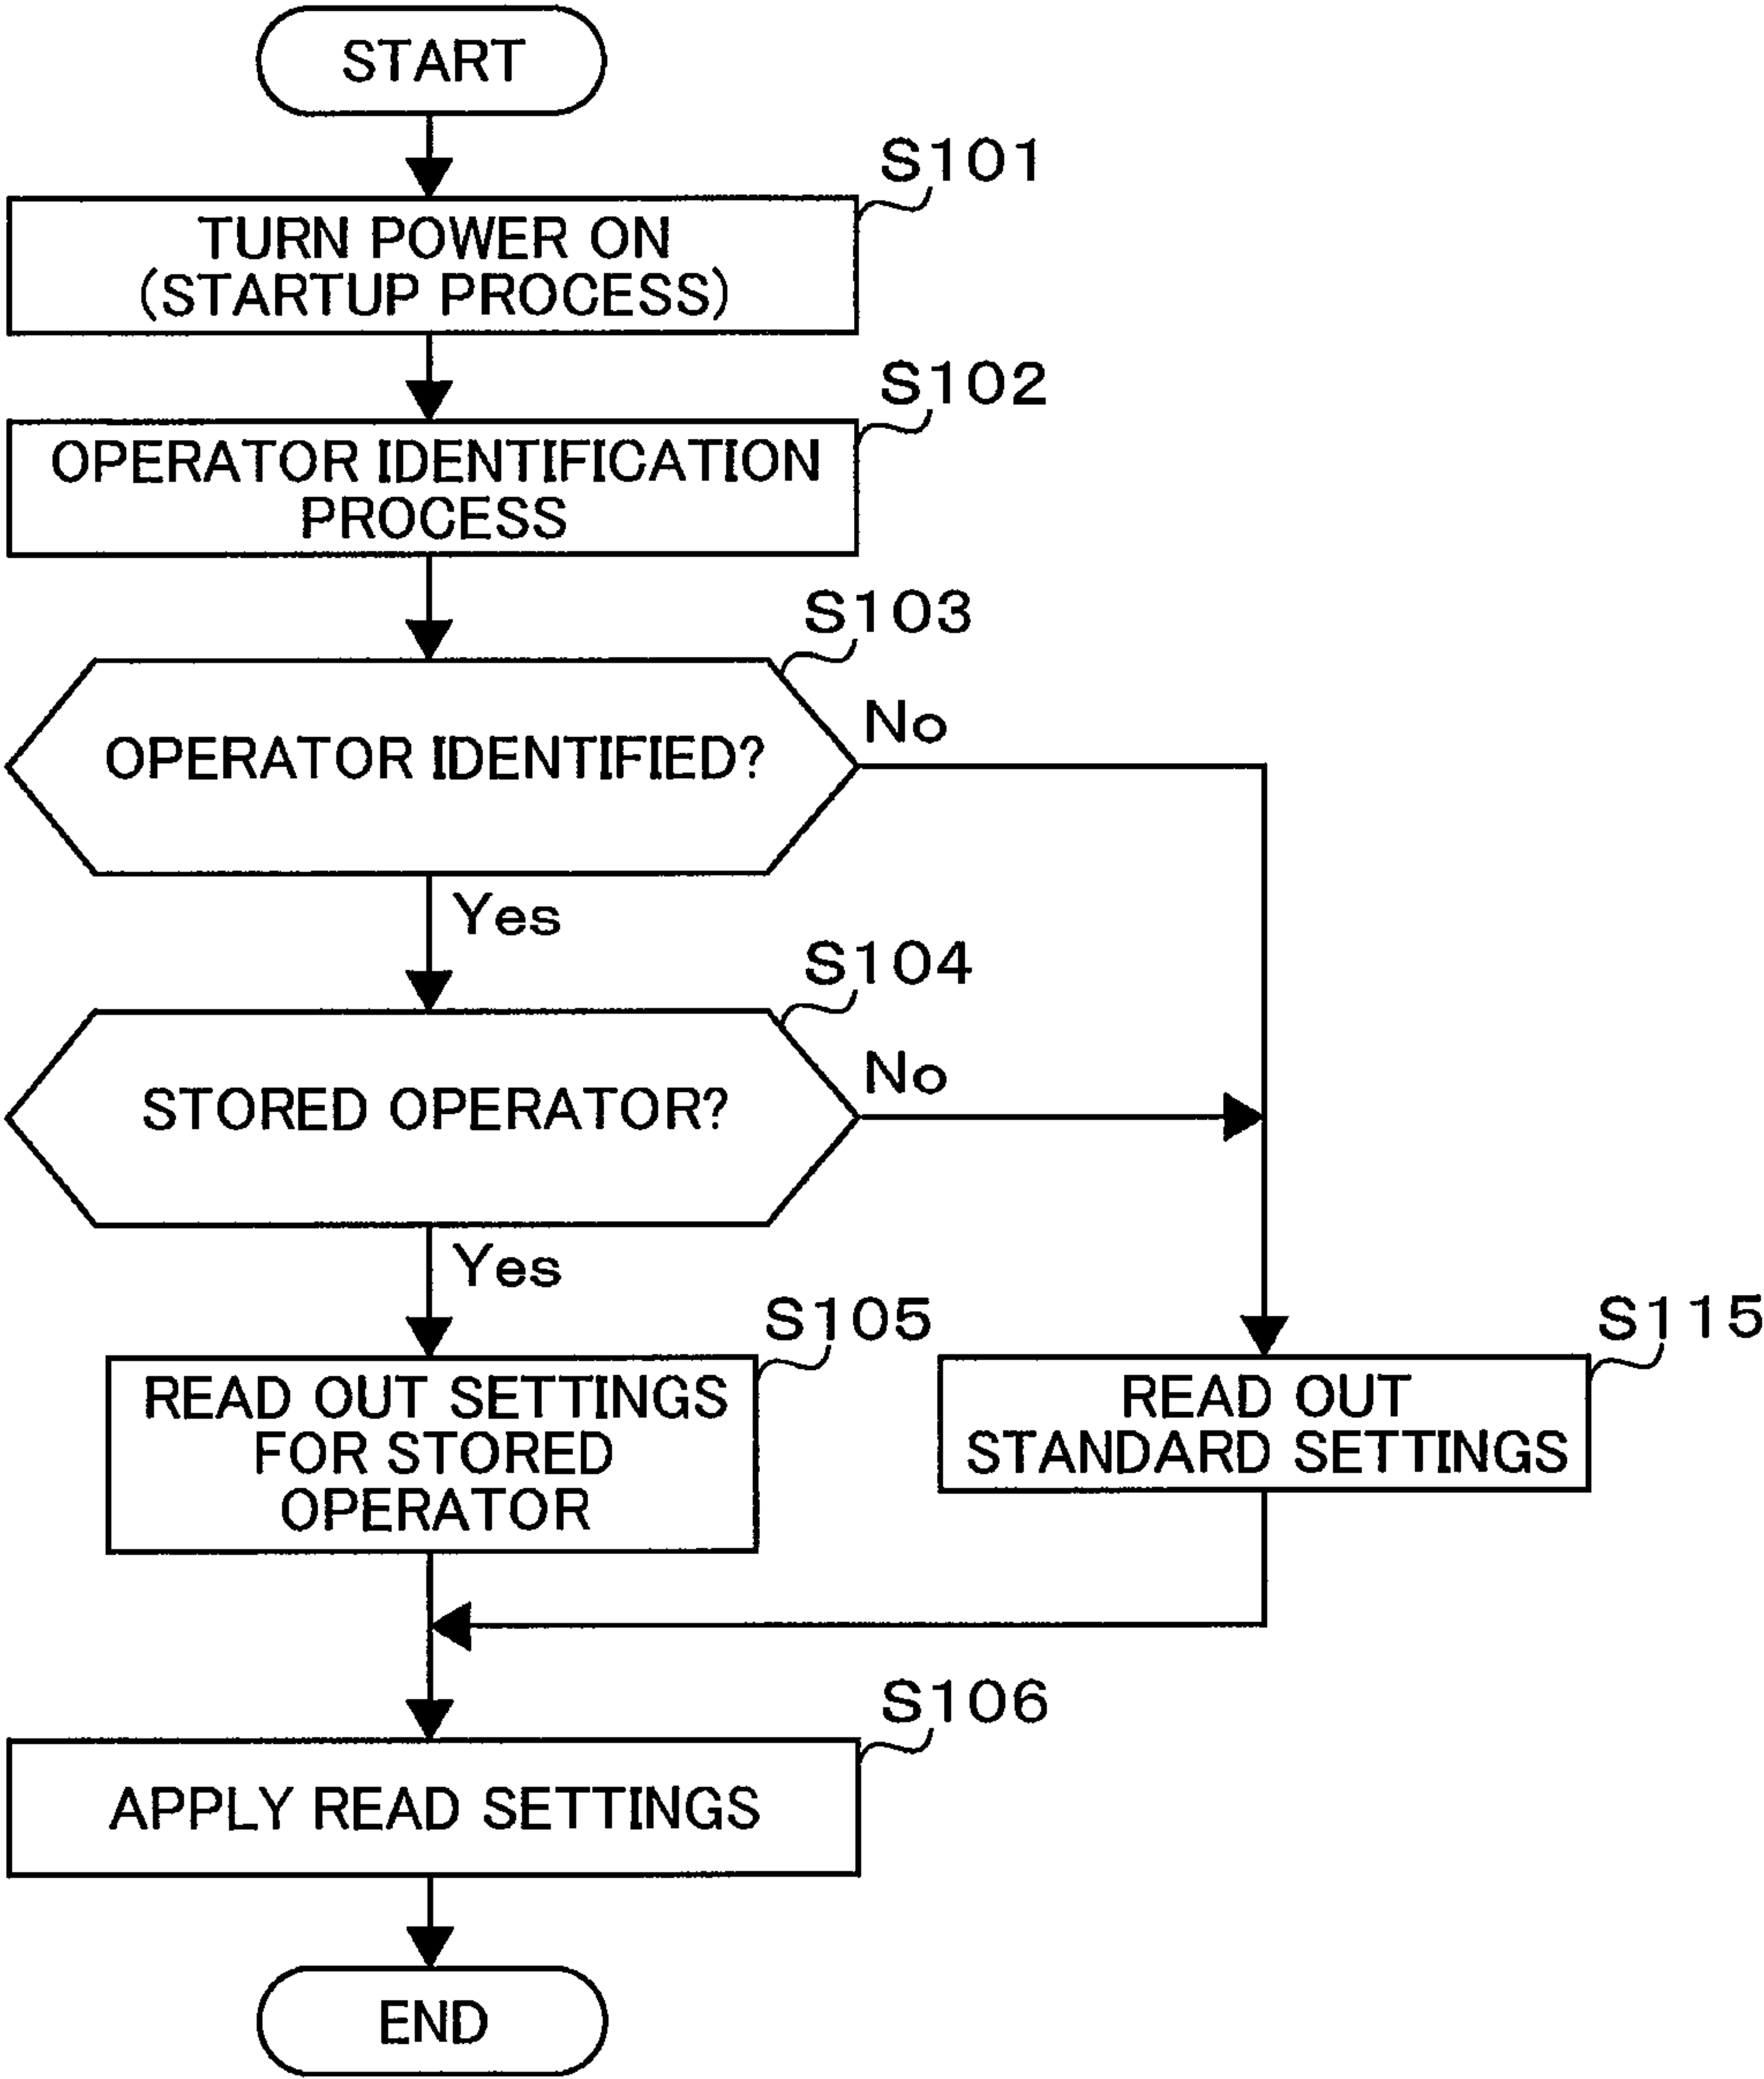 START
S101
TURN POWER ON
(STARTUP PROCESS)
S102
OPERATOR IDENTIFICATION
PROCESS
S103
OPERATOR IDENTIFIED?
No
Yes
S104
STORED OPERATOR?
No
Yes
S105
READ OUT SETTINGS
FOR STORED
OPERATOR
S115
READ OUT
STANDARD SETTINGS
S106
APPLY READ SETTINGS
END